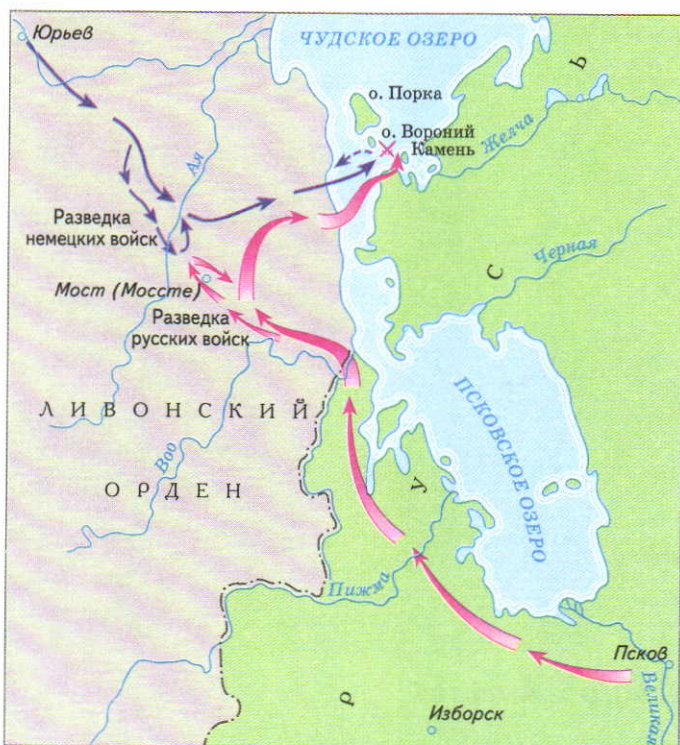 Юрьев
ЧУДСКОЕ ОЗЕРО
о. Порка
о. Вороний
Камень
Желча
Ая
Разведка
немецких войск
Черная
Мост (Моссте)
Разведка
русских войск
ЛИВОНСКИЙ
ОРДЕН
Воо
ПСКОВСКОЕ ОЗЕРО
РУСЬ
Пижма
Псков
Великая
Изборск